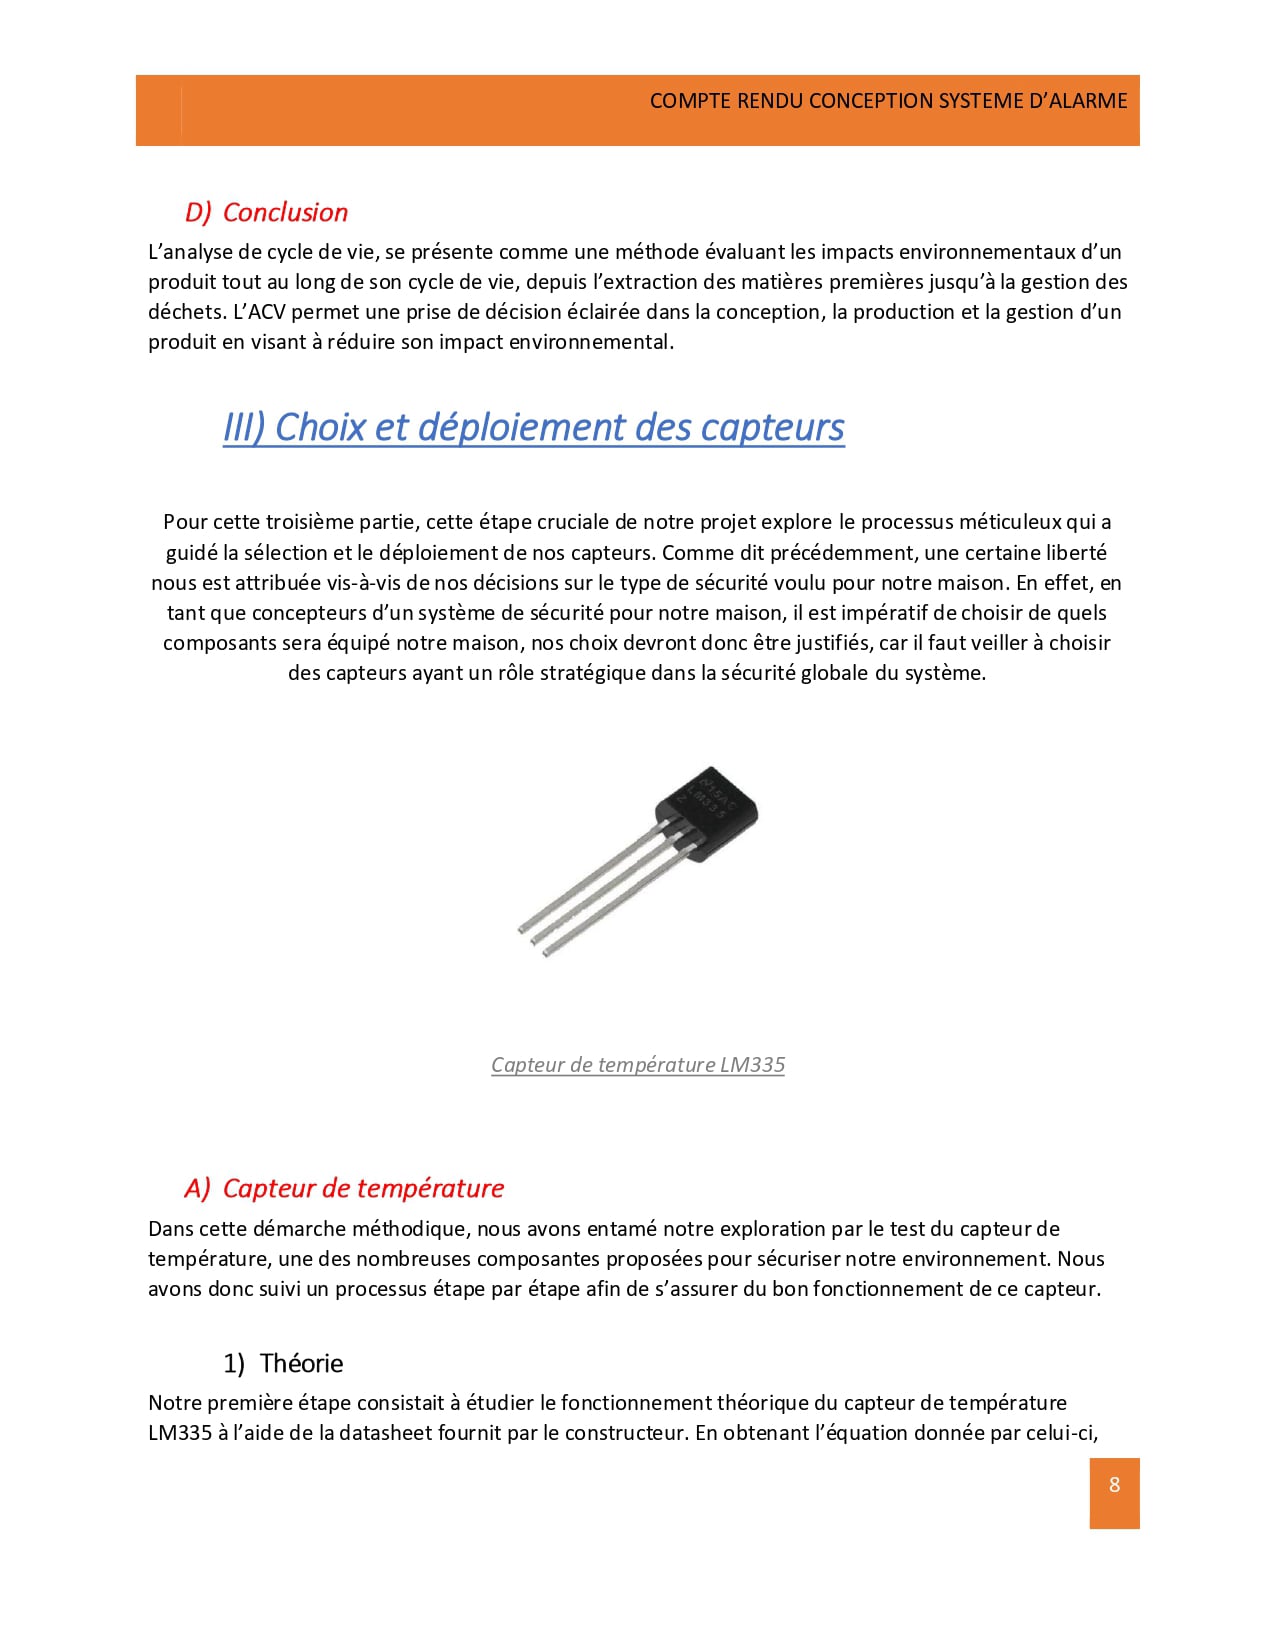 COMPTE RENDU CONCEPTION SYSTEME D’ALARME
D) Conclusion
L’analyse de cycle de vie, se présente comme une méthode évaluant les impacts environnementaux d’un
produit tout au long de son cycle de vie, depuis l’extraction des matières premières jusqu’à la gestion des
déchets. L’ACV permet une prise de décision éclairée dans la conception, la production et la gestion d’un
produit en visant à réduire son impact environnemental.
III) Choix et déploiement des capteurs
Pour cette troisième partie, cette étape cruciale de notre projet explore le processus méticuleux qui a
guidé la sélection et le déploiement de nos capteurs. Comme dit précédemment, une certaine liberté
nous est attribuée vis-à-vis de nos décisions sur le type de sécurité voulu pour notre maison. En effet, en
tant que concepteurs d’un système de sécurité pour notre maison, il est impératif de choisir de quels
composants sera équipé notre maison, nos choix devront donc être justifiés, car il faut veiller à choisir
des capteurs ayant un rôle stratégique dans la sécurité globale du système.
LM335
Z
Capteur de température LM335
A) Capteur de température
Dans cette démarche méthodique, nous avons entamé notre exploration par le test du capteur de
température, une des nombreuses composantes proposées pour sécuriser notre environnement. Nous
avons donc suivi un processus étape par étape afin de s’assurer du bon fonctionnement de ce capteur.
1) Théorie
Notre première étape consistait à étudier le fonctionnement théorique du capteur de température
LM335 à l’aide de la datasheet fournit par le constructeur. En obtenant l’équation donnée par celui-ci,
8